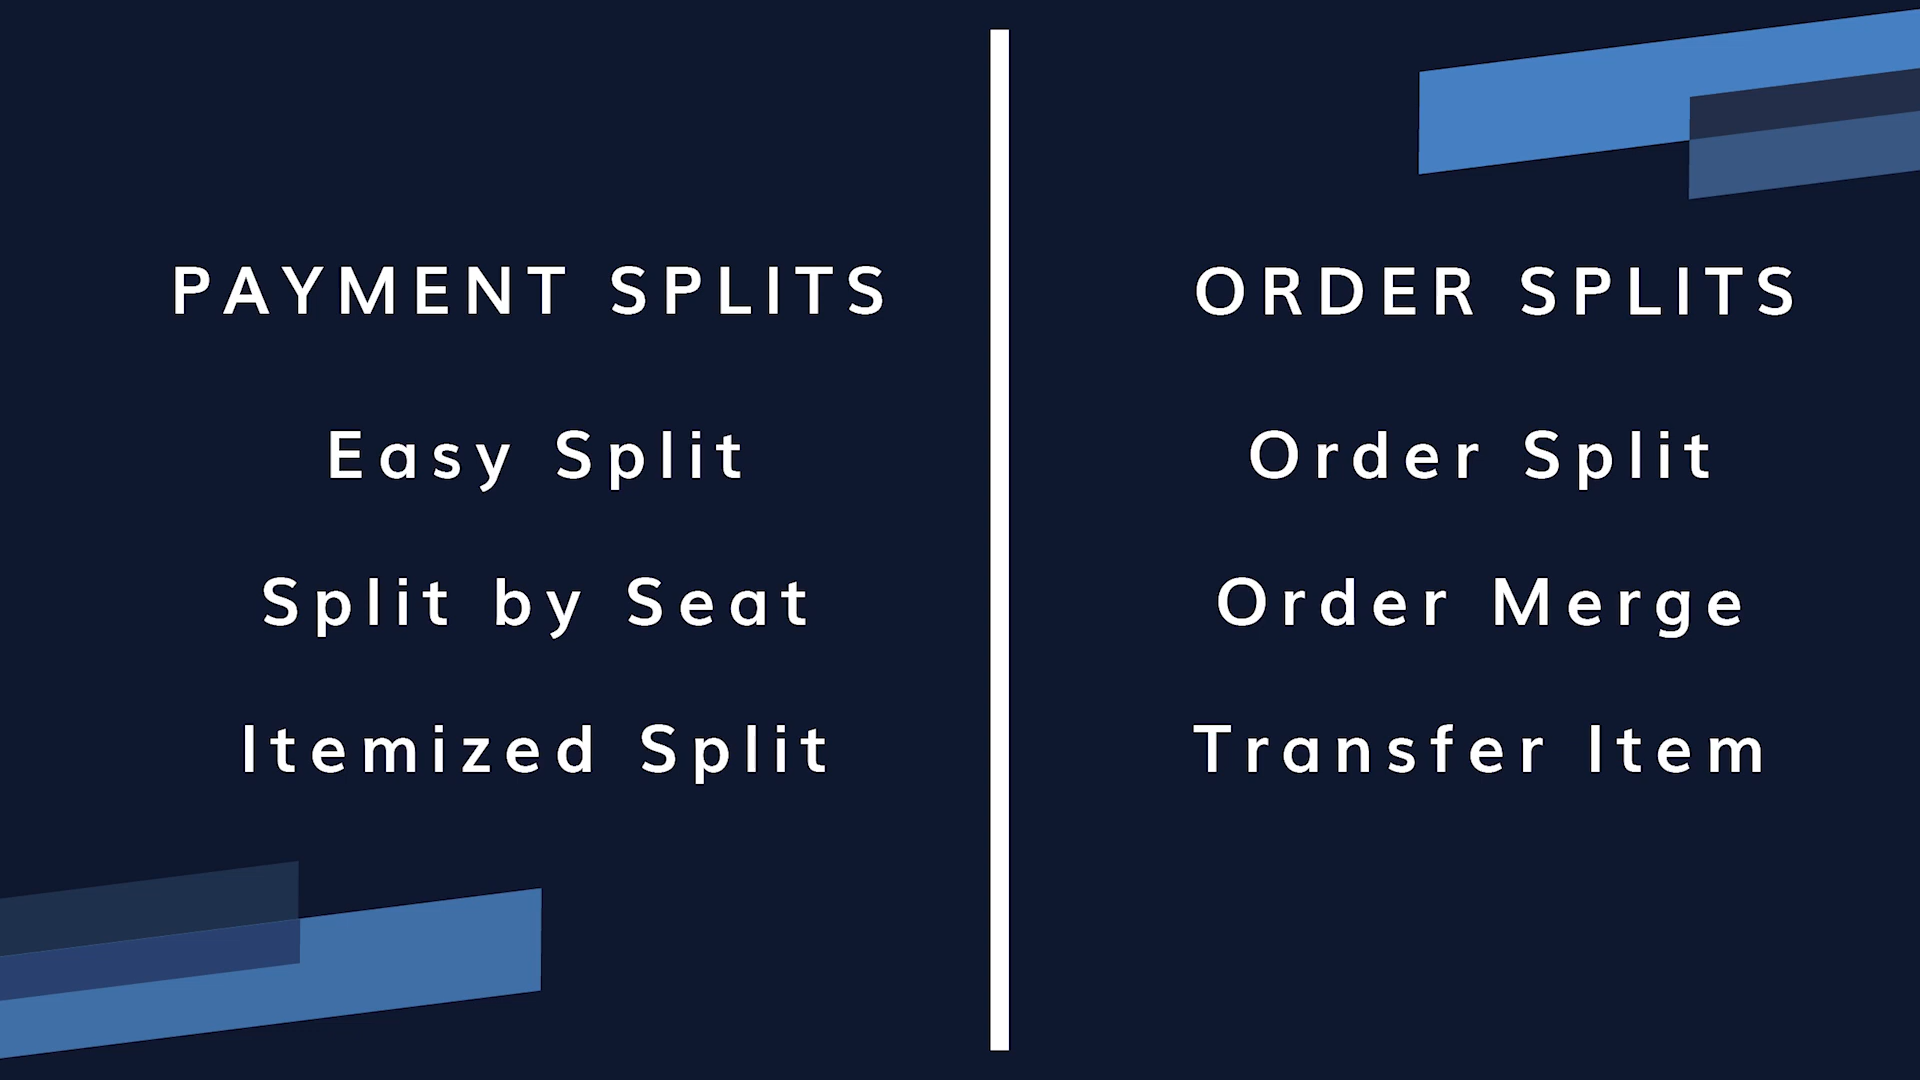 PAYMENT SPLITS
Easy Split
Split by Seat
Itemized Split
ORDER SPLITS
Order Split
Order Merge
Transfer Item